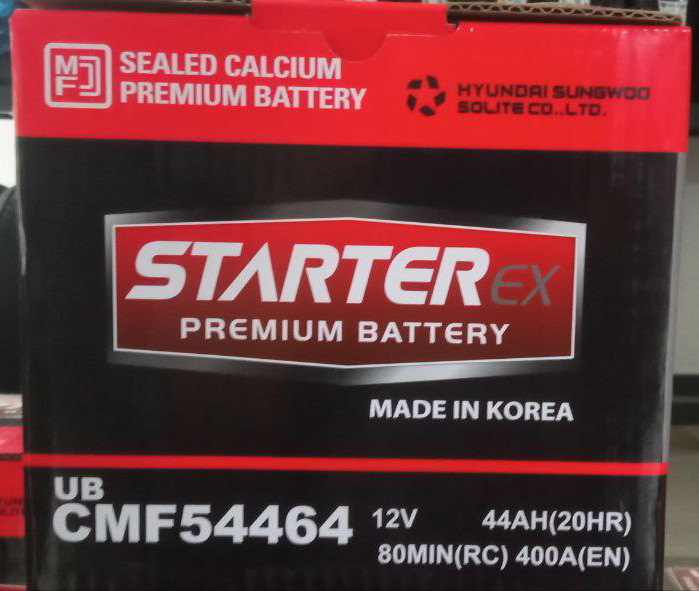 MF
SEALED CALCIUM
PREMIUM BATTERY
HYUNDAI SUNGWOO
SOLITE CO.,LTD.
STARTER EX
PREMIUM BATTERY
MADE IN KOREA
UB
CMF54464
12V 44AH(20HR)
80MIN(RC) 400A(EN)